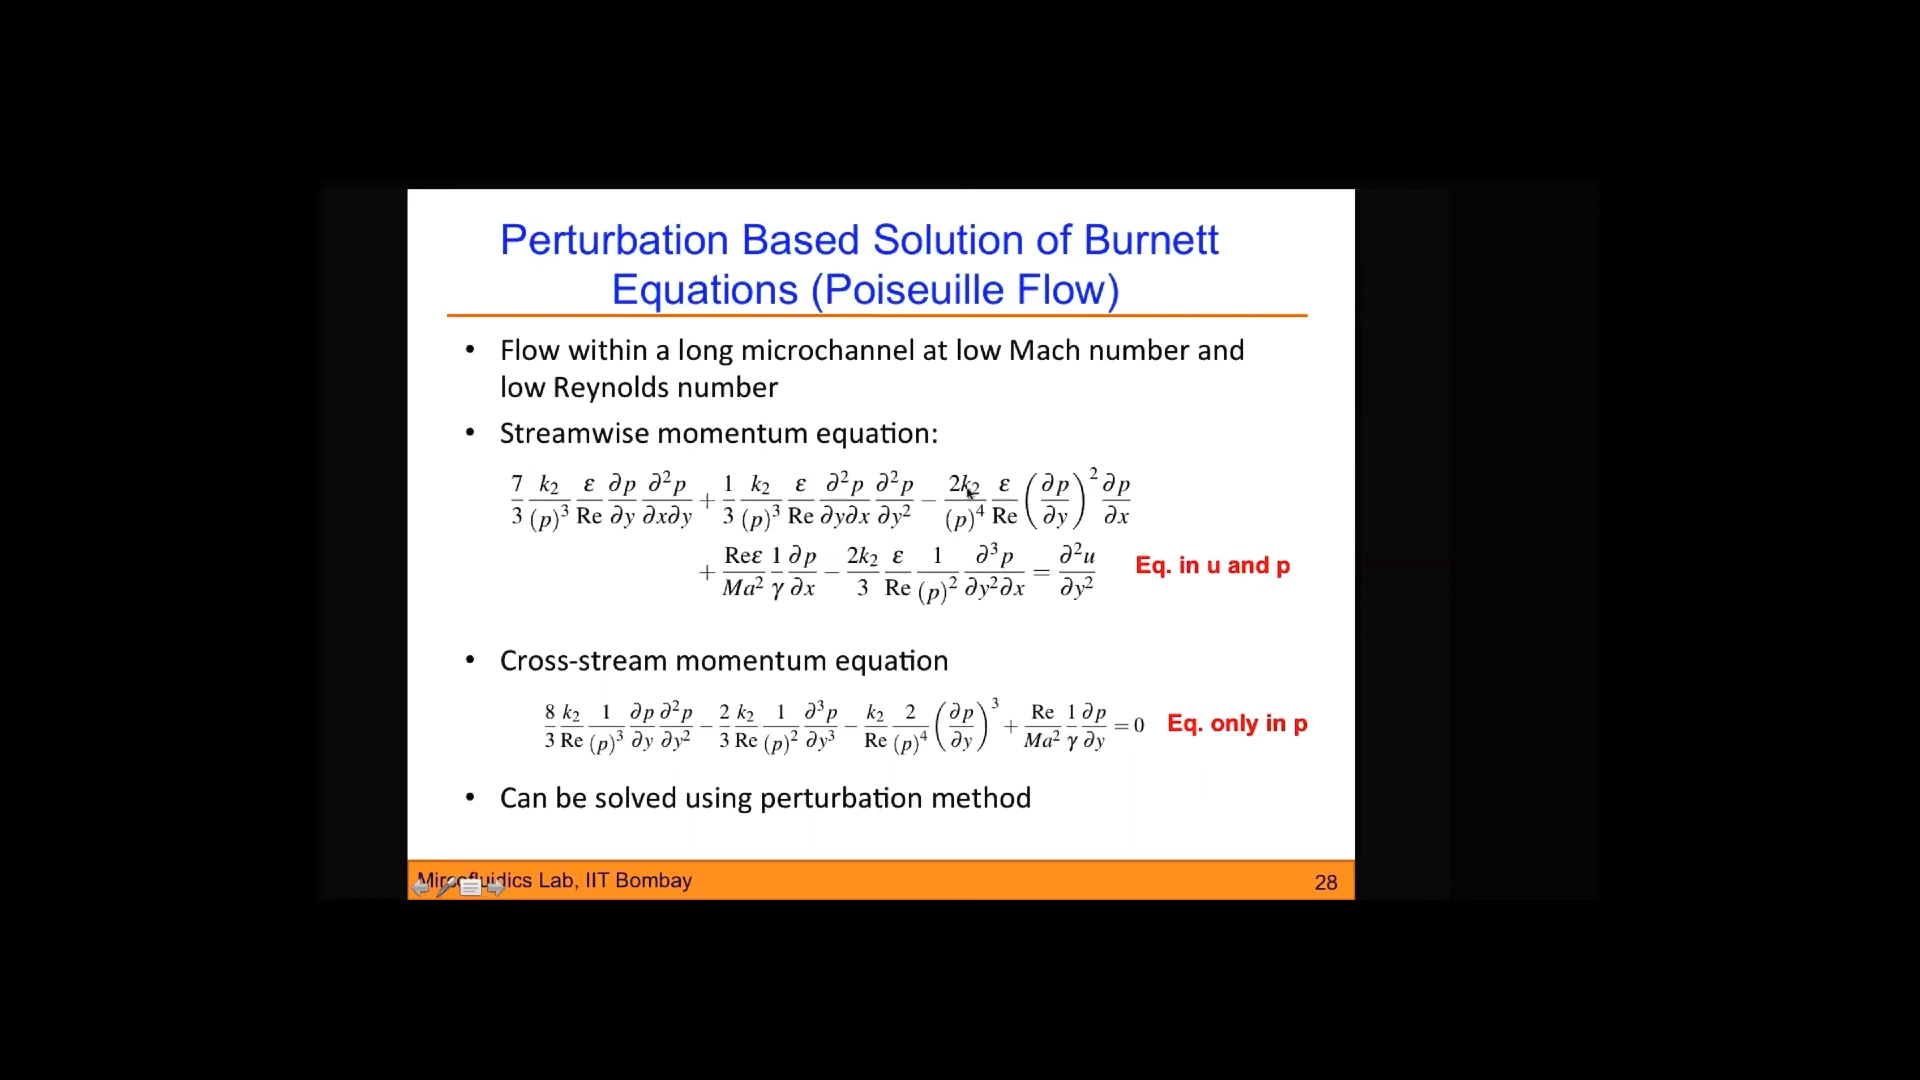 Perturbation Based Solution of Burnett
Equations (Poiseuille Flow)
• Flow within a long microchannel at low Mach number and
low Reynolds number
• Streamwise momentum equation:
7/3 k₂/(p)³ ε/Re ∂p/∂y ∂²p/∂x∂y + 1/3 k₂/(p)³ ε/Re ∂²p/∂y∂x ∂²p/∂y² − 2k₂/(p)⁴ ε/Re (∂p/∂y)² ∂p/∂x
+ Reε/Ma² 1/γ ∂p/∂x − 2k₂/3 ε/Re 1/(p)² ∂³p/∂y²∂x = ∂²u/∂y² Eq. in u and p
• Cross-stream momentum equation
8/3 k₂/Re 1/(p)³ ∂p/∂y ∂²p/∂y² − 2/3 k₂/Re 1/(p)² ∂³p/∂y³ − k₂/Re 2/(p)⁴ (∂p/∂y)³ + Re/Ma² 1/γ ∂p/∂y = 0 Eq. only in p
• Can be solved using perturbation method
Lab, IIT Bombay 28